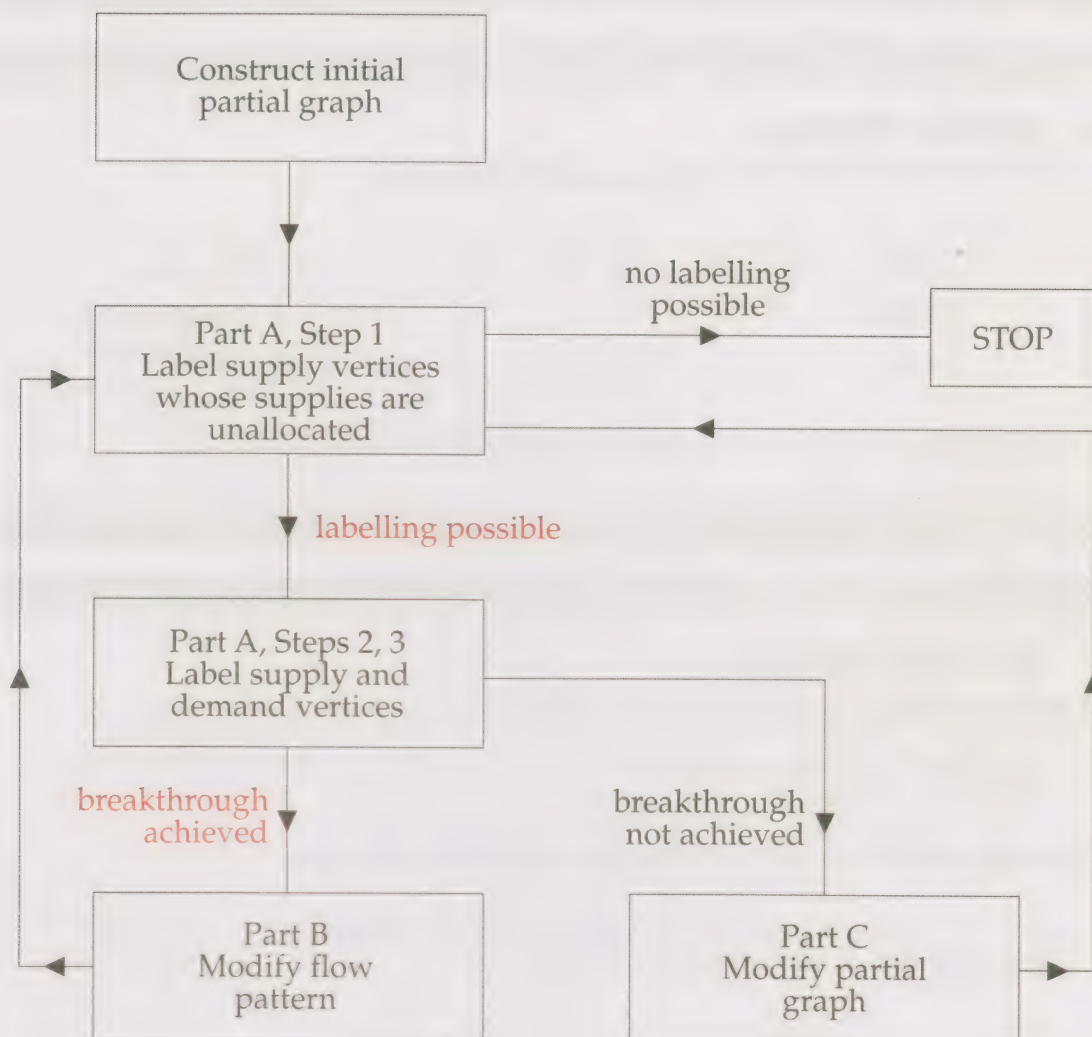 Construct initial
partial graph
no labelling
possible
Part A, Step 1
Label supply vertices
whose supplies are
unallocated
STOP
labelling possible
Part A, Steps 2, 3
Label supply and
demand vertices
breakthrough
achieved
breakthrough
not achieved
Part B
Modify flow
pattern
Part C
Modify partial
graph